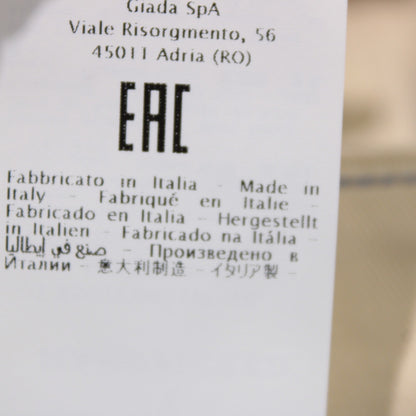 Giada SpA
Viale Risorgmento, 56
45011 Adria (RO)
EAC
Fabbricato in Italia - Made in
Italy - Fabriqué en Italie -
Fabricado en Italia - Hergestellt
in Italien - Fabricado na Itália -
صنع في إيطاليا - Произведено в
Италии - 意大利制造 - イタリア製 -